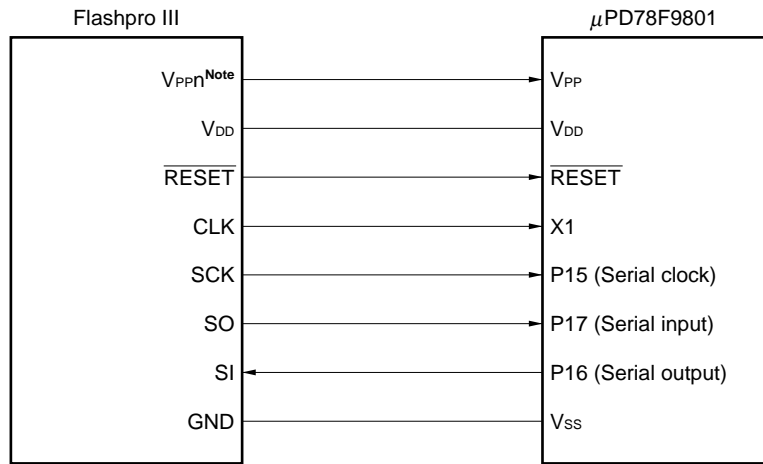 Flashpro III μPD78F9801
VPPnNote VPP
VDD VDD
RESET RESET
CLK X1
SCK P15 (Serial clock)
SO P17 (Serial input)
SI P16 (Serial output)
GND VSS